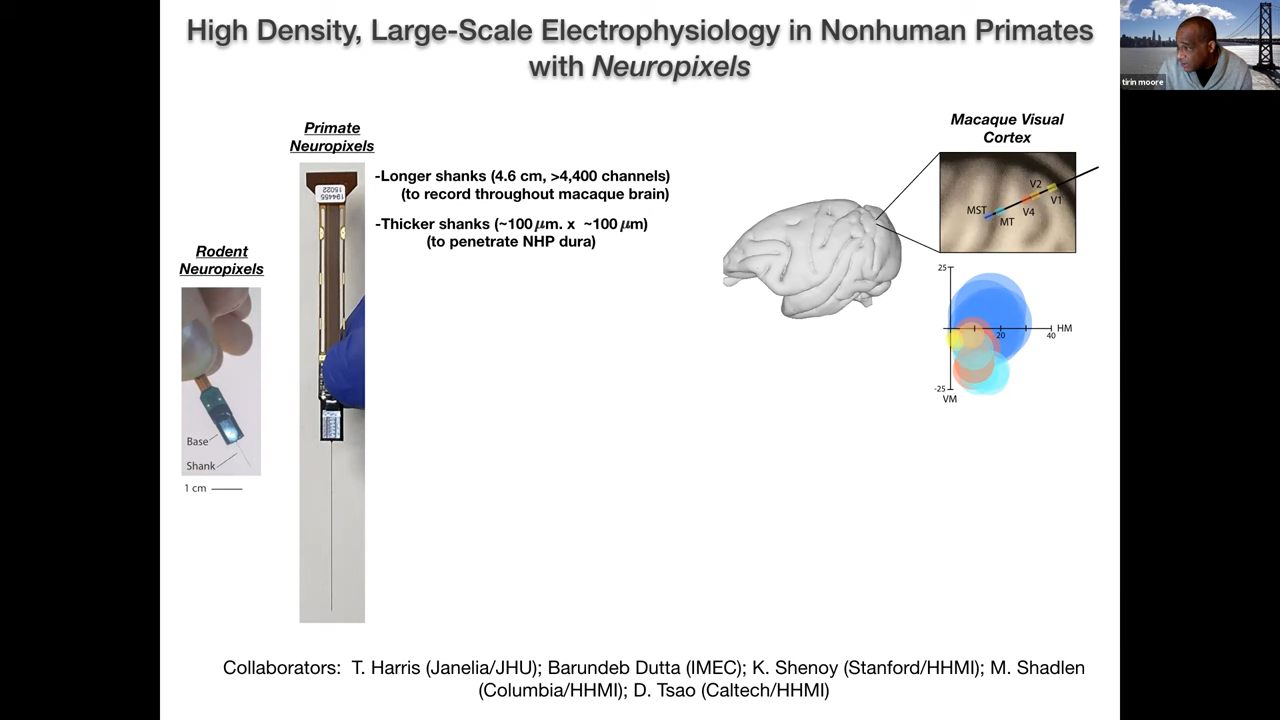 High Density, Large-Scale Electrophysiology in Nonhuman Primates
with Neuropixels
tirin moore
Primate
Neuropixels
194455
15022
-Longer shanks (4.6 cm, >4,400 channels)
(to record throughout macaque brain)
-Thicker shanks (~100 μm. x ~100 μm)
(to penetrate NHP dura)
Rodent
Neuropixels
Base
Shank
1 cm
Macaque Visual
Cortex
V2
V1
V4
MST
MT
25
HM
20
40
-25
VM
Collaborators: T. Harris (Janelia/JHU); Barundeb Dutta (IMEC); K. Shenoy (Stanford/HHMI); M. Shadlen
(Columbia/HHMI); D. Tsao (Caltech/HHMI)